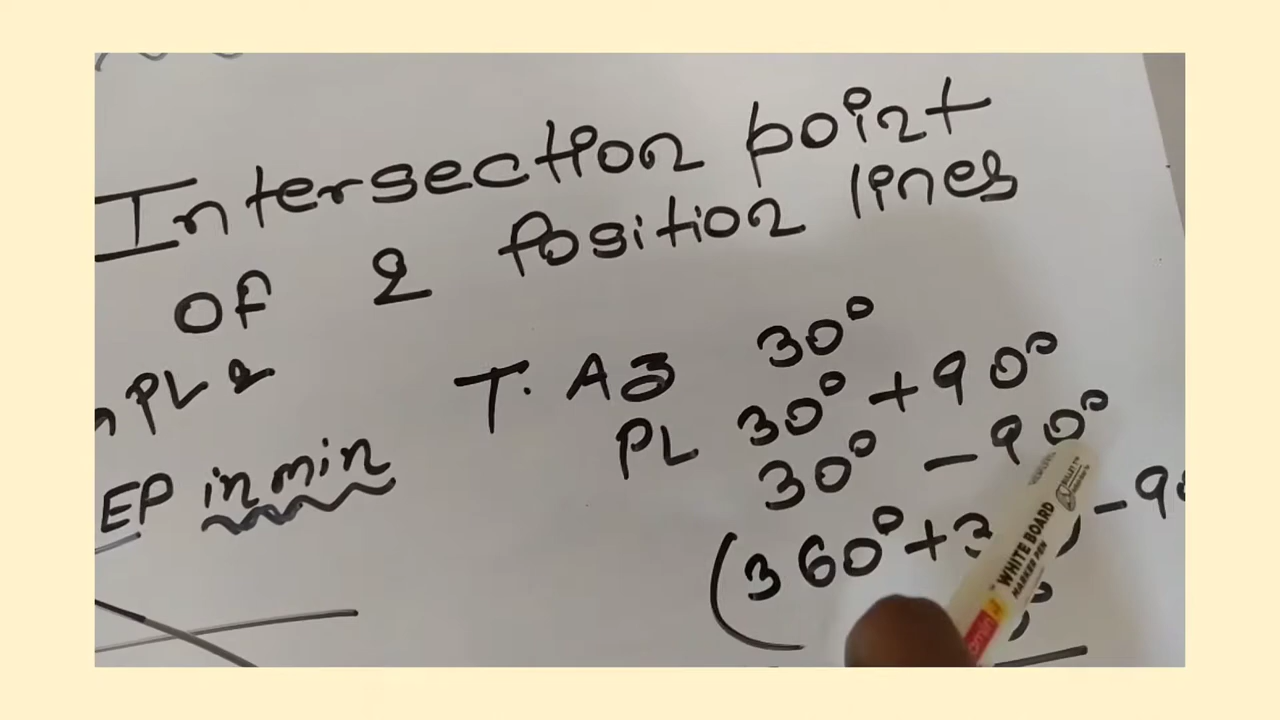 Intersection point
of 2 Position lines
PL 2
T. Az 30°
PL 30° + 90°
30° - 90°
EP in min
(360° + 3 ) - 90
WHITE BOARD
MARKER PEN